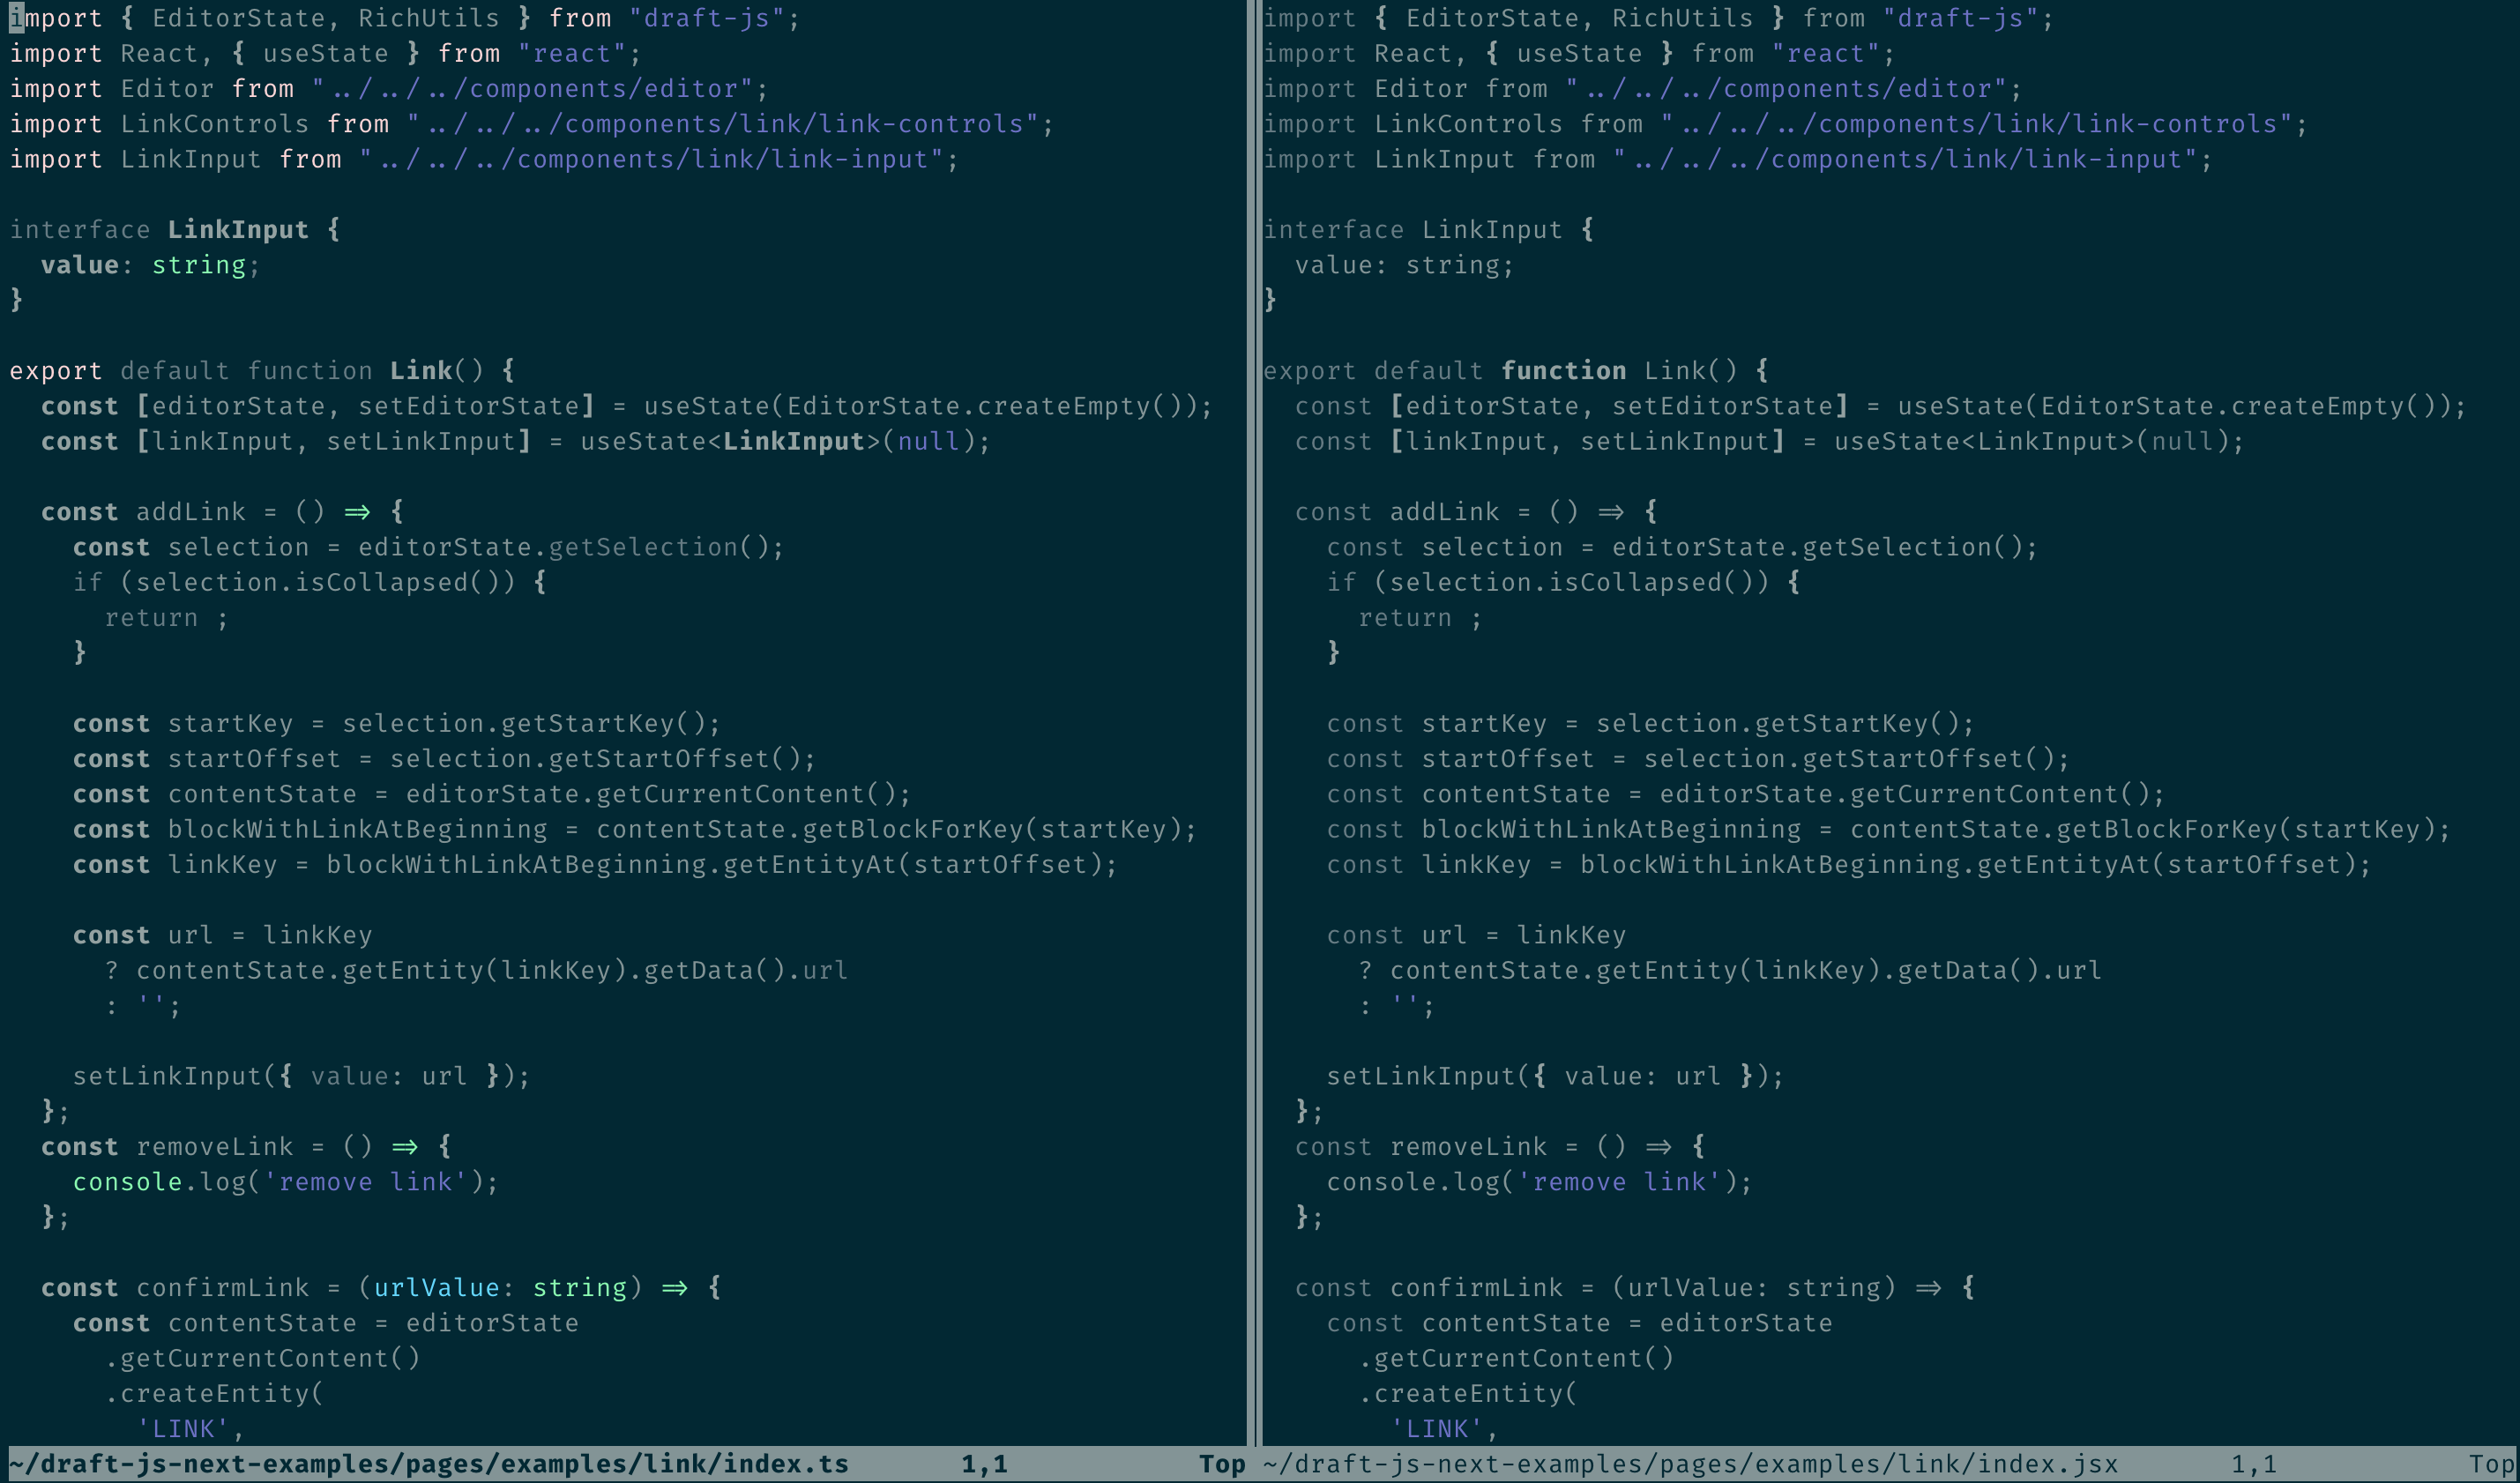 import { EditorState, RichUtils } from "draft-js";
import React, { useState } from "react";
import Editor from "../../../components/editor";
import LinkControls from "../../../components/link/link-controls";
import LinkInput from "../../../components/link/link-input";

interface LinkInput {
  value: string;
}

export default function Link() {
  const [editorState, setEditorState] = useState(EditorState.createEmpty());
  const [linkInput, setLinkInput] = useState<LinkInput>(null);

  const addLink = () => {
    const selection = editorState.getSelection();
    if (selection.isCollapsed()) {
      return ;
    }

    const startKey = selection.getStartKey();
    const startOffset = selection.getStartOffset();
    const contentState = editorState.getCurrentContent();
    const blockWithLinkAtBeginning = contentState.getBlockForKey(startKey);
    const linkKey = blockWithLinkAtBeginning.getEntityAt(startOffset);

    const url = linkKey
      ? contentState.getEntity(linkKey).getData().url
      : '';

    setLinkInput({ value: url });
  };
  const removeLink = () => {
    console.log('remove link');
  };

  const confirmLink = (urlValue: string) => {
    const contentState = editorState
      .getCurrentContent()
      .createEntity(
        'LINK',
~/draft-js-next-examples/pages/examples/link/index.ts 1,1 Top
import { EditorState, RichUtils } from "draft-js";
import React, { useState } from "react";
import Editor from "../../../components/editor";
import LinkControls from "../../../components/link/link-controls";
import LinkInput from "../../../components/link/link-input";

interface LinkInput {
  value: string;
}

export default function Link() {
  const [editorState, setEditorState] = useState(EditorState.createEmpty());
  const [linkInput, setLinkInput] = useState<LinkInput>(null);

  const addLink = () => {
    const selection = editorState.getSelection();
    if (selection.isCollapsed()) {
      return ;
    }

    const startKey = selection.getStartKey();
    const startOffset = selection.getStartOffset();
    const contentState = editorState.getCurrentContent();
    const blockWithLinkAtBeginning = contentState.getBlockForKey(startKey);
    const linkKey = blockWithLinkAtBeginning.getEntityAt(startOffset);

    const url = linkKey
      ? contentState.getEntity(linkKey).getData().url
      : '';

    setLinkInput({ value: url });
  };
  const removeLink = () => {
    console.log('remove link');
  };

  const confirmLink = (urlValue: string) => {
    const contentState = editorState
      .getCurrentContent()
      .createEntity(
        'LINK',
~/draft-js-next-examples/pages/examples/link/index.jsx 1,1 Top